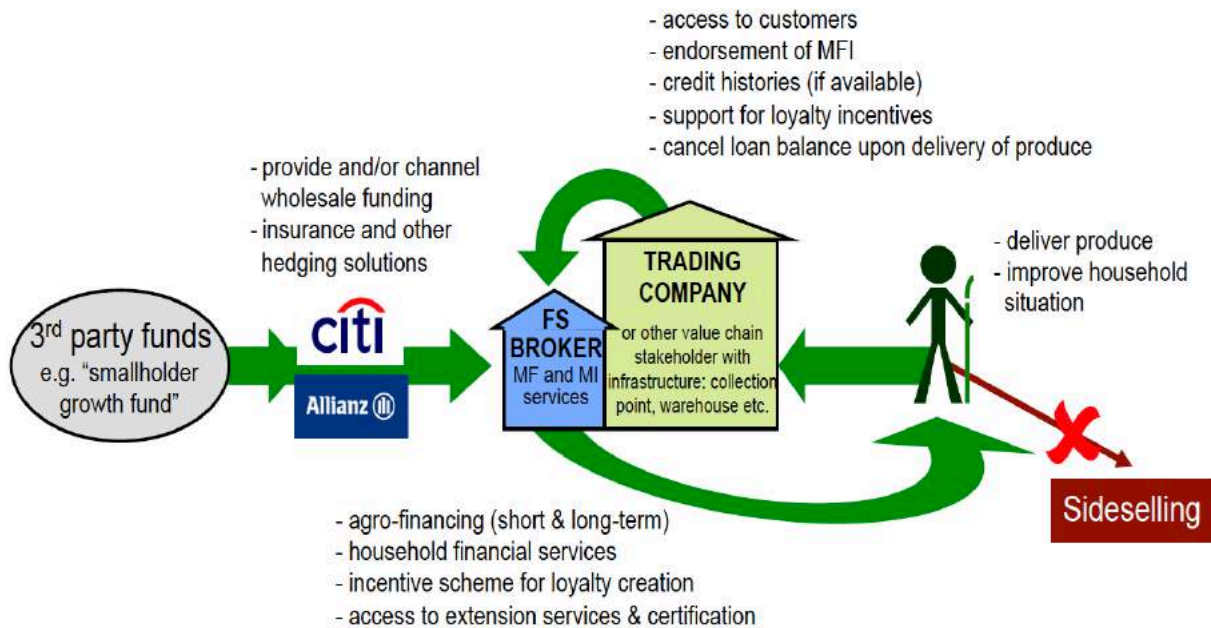 - access to customers
- endorsement of MFI
- credit histories (if available)
- support for loyalty incentives
- cancel loan balance upon delivery of produce
- provide and/or channel
wholesale funding
- insurance and other
hedging solutions
3rd party funds
e.g. "smallholder
growth fund"
citi
Allianz
FS
BROKER
MF and MI
services
TRADING
COMPANY
or other value chain
stakeholder with
infrastructure: collection
point, warehouse etc.
- deliver produce
- improve household
situation
Sideselling
- agro-financing (short & long-term)
- household financial services
- incentive scheme for loyalty creation
- access to extension services & certification